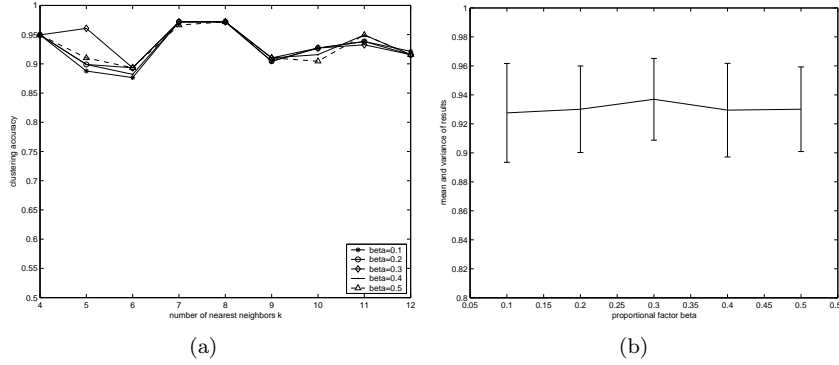 1
0.95
0.9
0.85
0.8
0.75
0.7
0.65
0.6
0.55
0.5
clustering accuracy
4 5 6 7 8 9 10 11 12
number of nearest neighbors k
beta=0.1
beta=0.2
beta=0.3
beta=0.4
beta=0.5
(a)
1
0.98
0.96
0.94
0.92
0.9
0.88
0.86
0.84
0.82
0.8
mean and variance of results
0.05 0.1 0.15 0.2 0.25 0.3 0.35 0.4 0.45 0.5 0.55
proportional factor beta
(b)